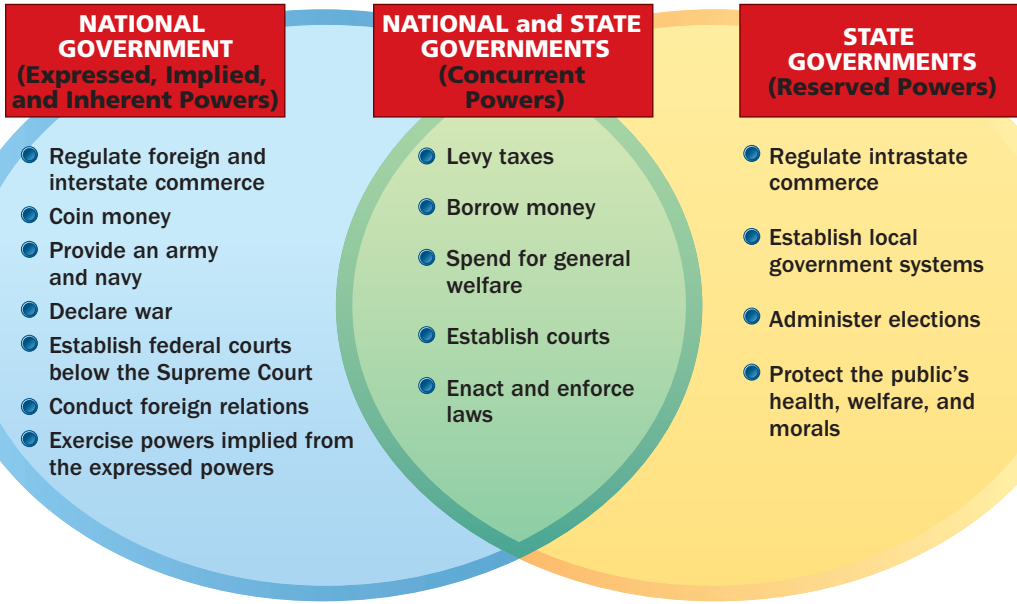 NATIONAL
GOVERNMENT
(Expressed, Implied,
and Inherent Powers)
Regulate foreign and
interstate commerce
Coin money
Provide an army
and navy
Declare war
Establish federal courts
below the Supreme Court
Conduct foreign relations
Exercise powers implied from
the expressed powers
NATIONAL and STATE
GOVERNMENTS
(Concurrent
Powers)
Levy taxes
Borrow money
Spend for general
welfare
Establish courts
Enact and enforce
laws
STATE
GOVERNMENTS
(Reserved Powers)
Regulate intrastate
commerce
Establish local
government systems
Administer elections
Protect the public’s
health, welfare, and
morals